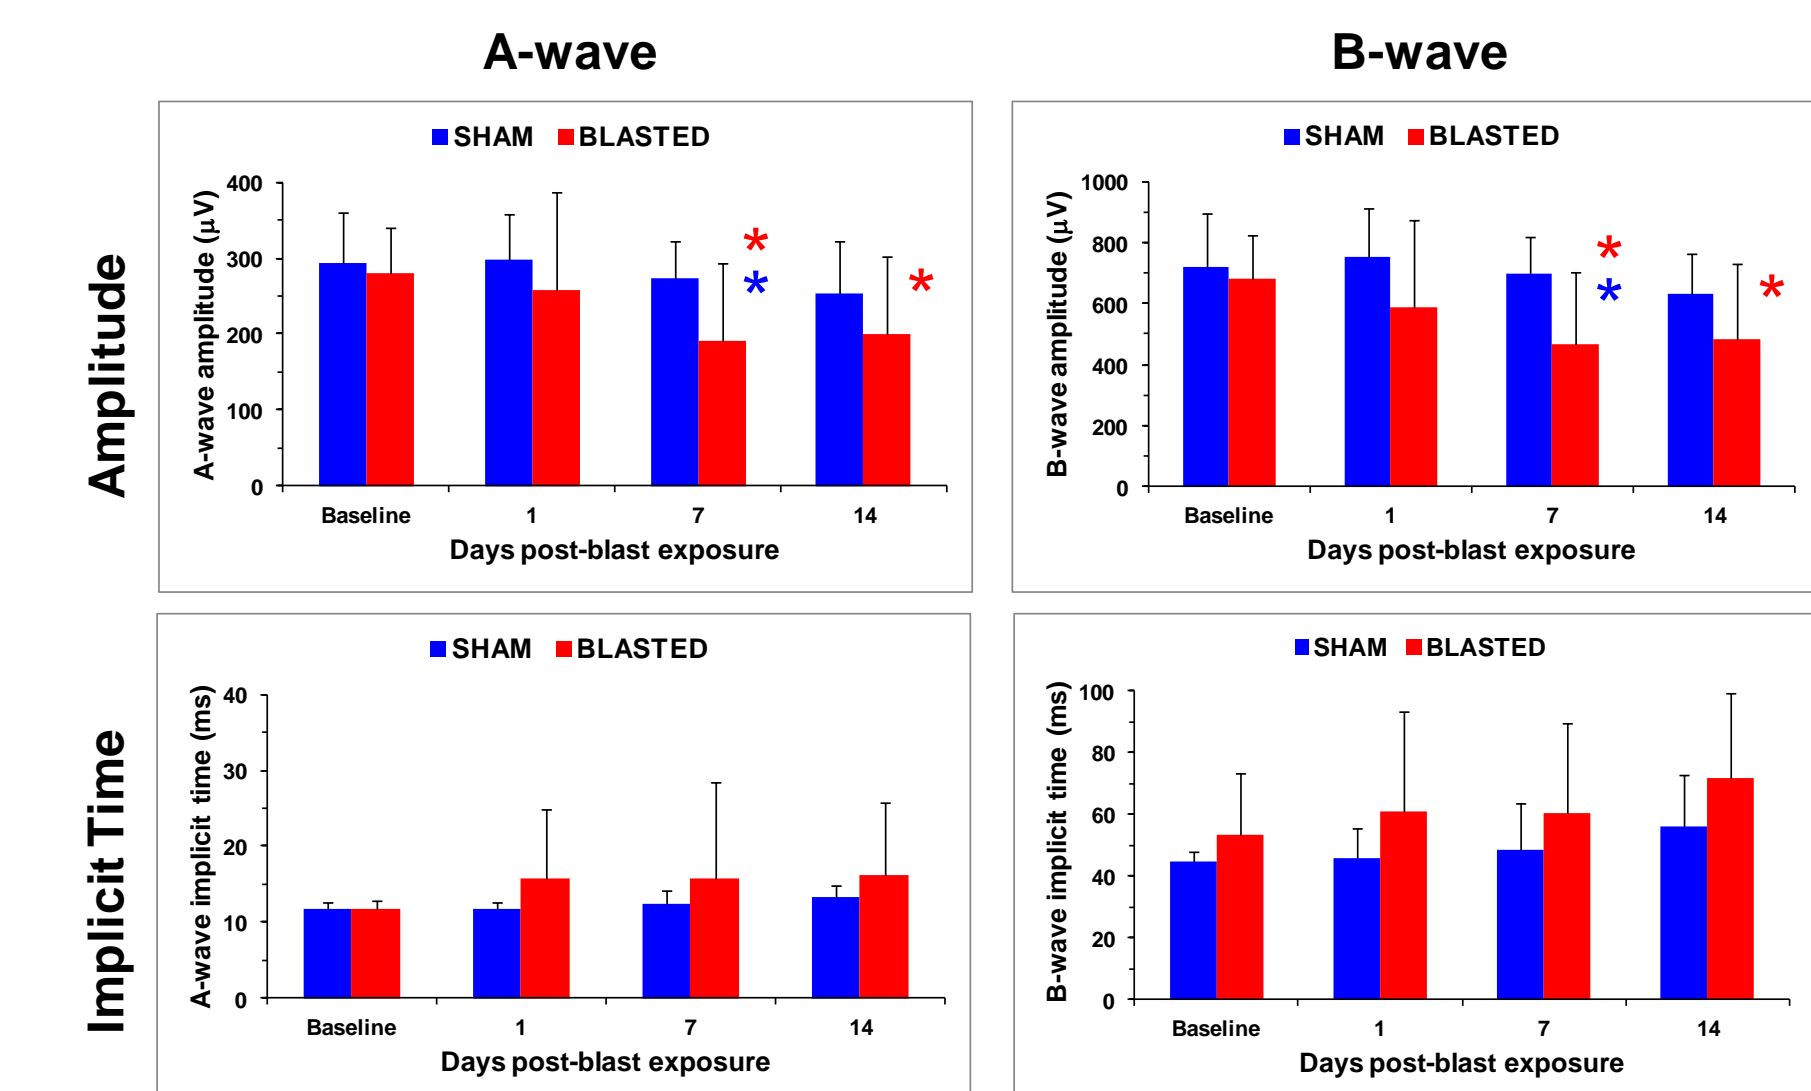 A-wave
B-wave
Amplitude
SHAM BLASTED
A-wave amplitude (µV)
400
300
200
100
0
Baseline 1 7 14
Days post-blast exposure
SHAM BLASTED
B-wave amplitude (µV)
1000
800
600
400
200
0
Baseline 1 7 14
Days post-blast exposure
Implicit Time
SHAM BLASTED
A-wave implicit time (ms)
40
30
20
10
0
Baseline 1 7 14
Days post-blast exposure
SHAM BLASTED
B-wave implicit time (ms)
100
80
60
40
20
0
Baseline 1 7 14
Days post-blast exposure